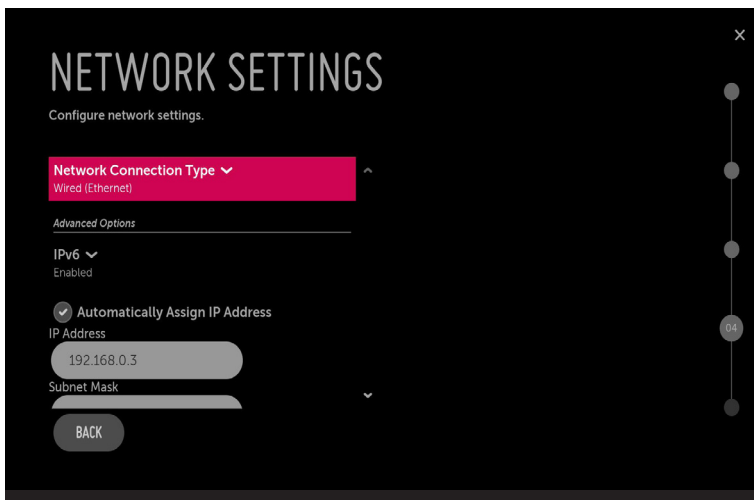 NETWORK SETTINGS
Configure network settings.
Network Connection Type
Wired (Ethernet)
Advanced Options
IPv6
Enabled
Automatically Assign IP Address
IP Address
192.168.0.3
Subnet Mask
BACK
04